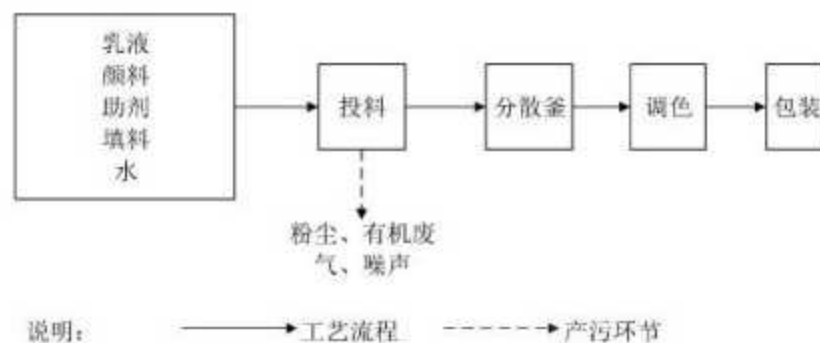 乳液
颜料
助剂
填料
水
投料
分散釜
调色
包装
粉尘、有机废
气、噪声
说明：
工艺流程
产污环节